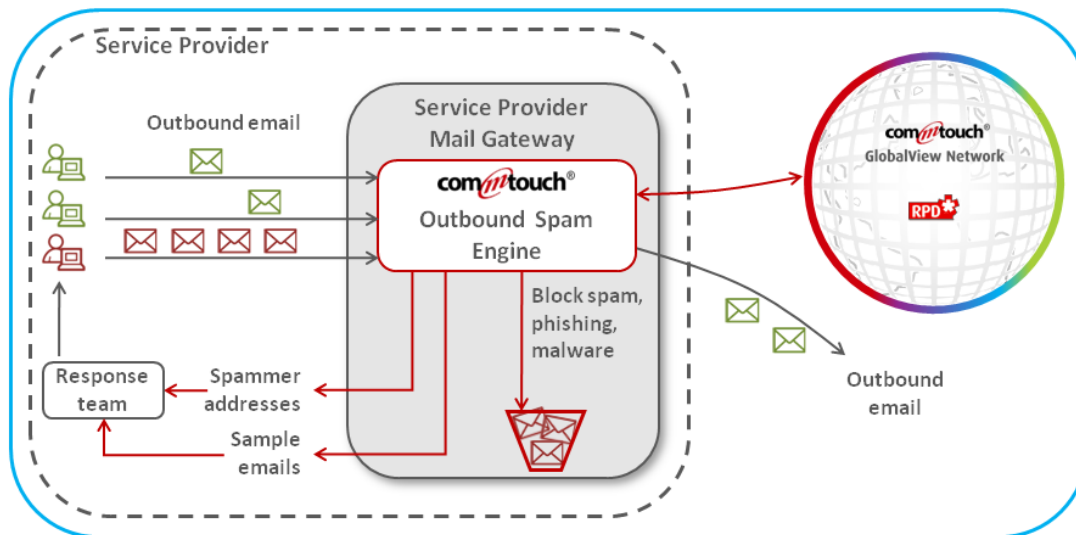 Service Provider
Outbound email
Service Provider
Mail Gateway
commtouch®
Outbound Spam
Engine
commtouch®
GlobalView Network
RPD
Block spam,
phishing,
malware
Response
team
Spammer
addresses
Sample
emails
Outbound
email